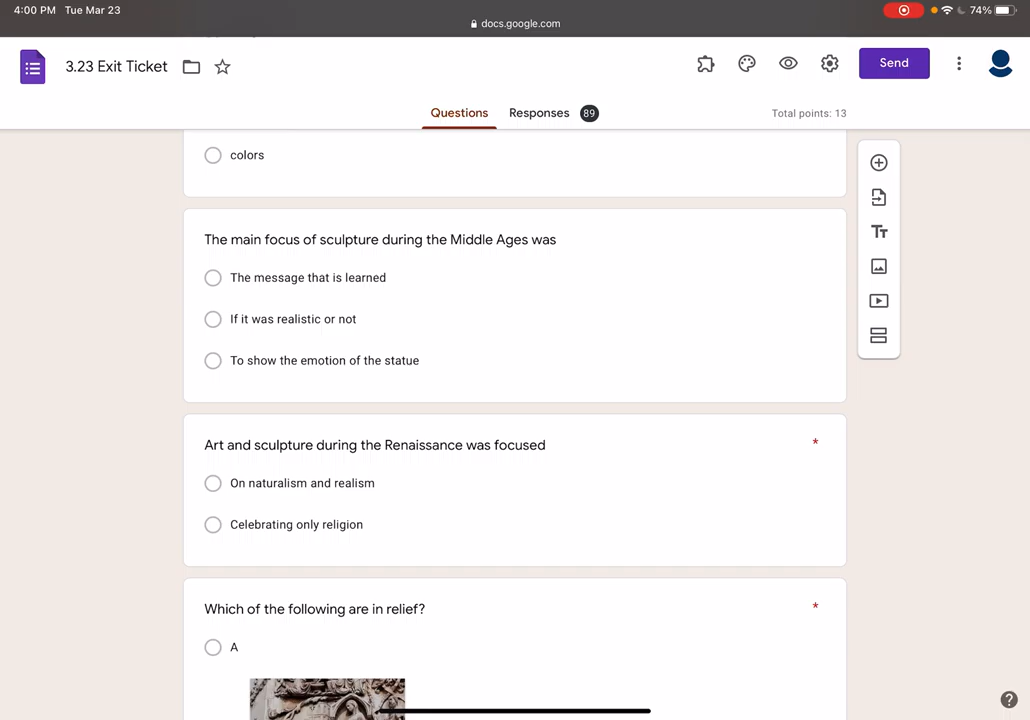 4:00 PM Tue Mar 23
74%
docs.google.com
3.23 Exit Ticket
Send
Questions
Responses 89
Total points: 13
colors
The main focus of sculpture during the Middle Ages was
The message that is learned
If it was realistic or not
To show the emotion of the statue
Art and sculpture during the Renaissance was focused *
On naturalism and realism
Celebrating only religion
Which of the following are in relief? *
A